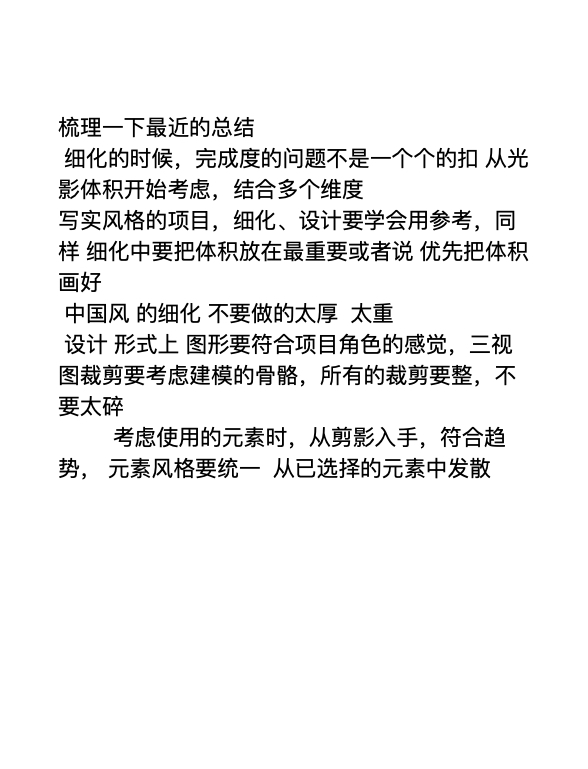 梳理一下最近的总结
细化的时候，完成度的问题不是一个个的扣 从光
影体积开始考虑，结合多个维度
写实风格的项目，细化、设计要学会用参考，同
样 细化中要把体积放在最重要或者说 优先把体积
画好
中国风 的细化 不要做的太厚  太重
设计 形式上 图形要符合项目角色的感觉，三视
图裁剪要考虑建模的骨骼，所有的裁剪要整，不
要太碎
考虑使用的元素时，从剪影入手，符合趋
势， 元素风格要统一  从已选择的元素中发散